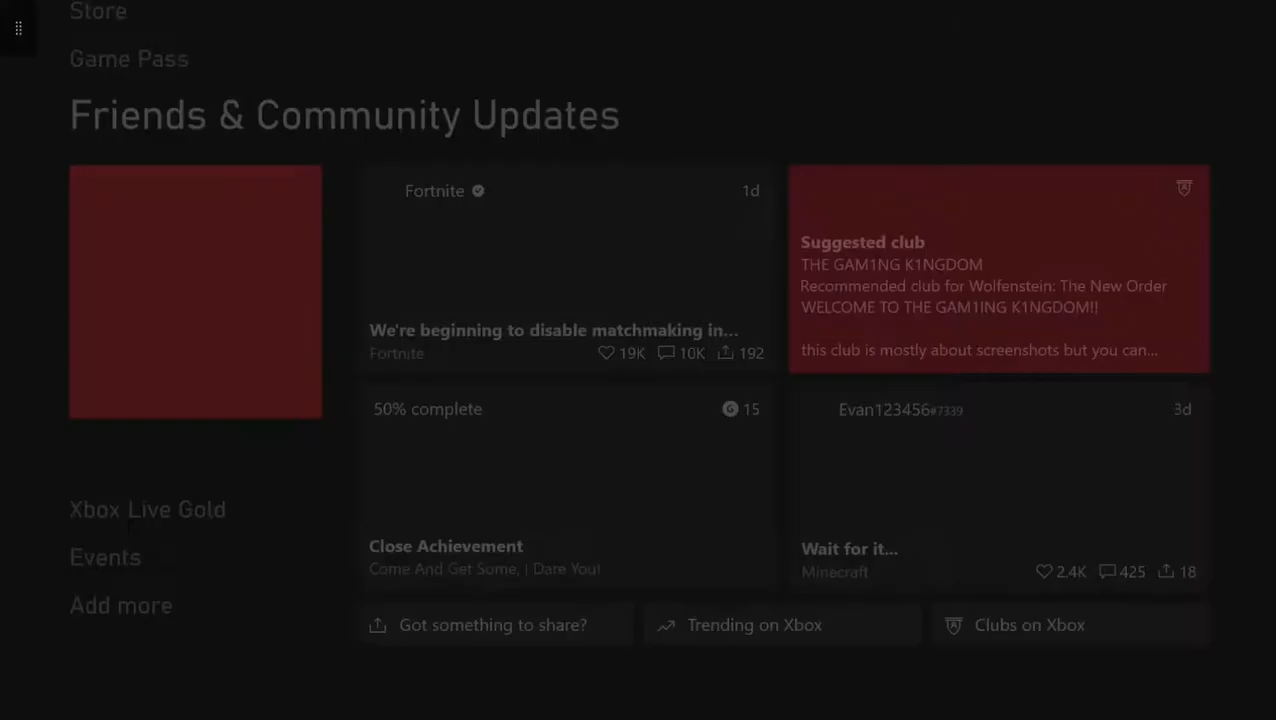 Store
Game Pass
Friends & Community Updates
Fortnite
1d
We're beginning to disable matchmaking in...
Fortnite
19K
10K
192
Suggested club
THE GAM1NG K1NGDOM
Recommended club for Wolfenstein: The New Order
WELCOME TO THE GAM1ING K1NGDOM!!
this club is mostly about screenshots but you can...
50% complete
G 15
Close Achievement
Come And Get Some, I Dare You!
Evan123456#7339
3d
Wait for it...
Minecraft
2.4K
425
18
Xbox Live Gold
Events
Add more
Got something to share?
Trending on Xbox
Clubs on Xbox